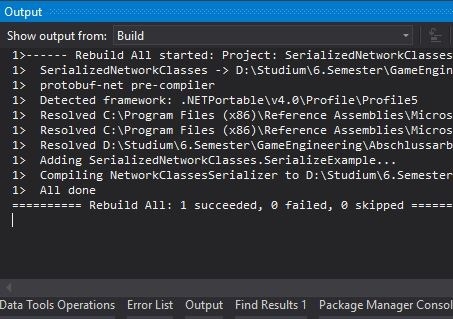 Output
Show output from: Build
1>------ Rebuild All started: Project: SerializedNetworkClasses
1> SerializedNetworkClasses -> D:\Studium\6.Semester\GameEngin
1> protobuf-net pre-compiler
1> Detected framework: .NETPortable\v4.0\Profile\Profile5
1> Resolved C:\Program Files (x86)\Reference Assemblies\Micros
1> Resolved C:\Program Files (x86)\Reference Assemblies\Micros
1> Resolved D:\Studium\6.Semester\GameEngineering\Abschlussarb
1> Adding SerializedNetworkClasses.SerializeExample...
1> Compiling NetworkClassesSerializer to D:\Studium\6.Semester
1> All done
========== Rebuild All: 1 succeeded, 0 failed, 0 skipped ======
Data Tools Operations Error List Output Find Results 1 Package Manager Consol